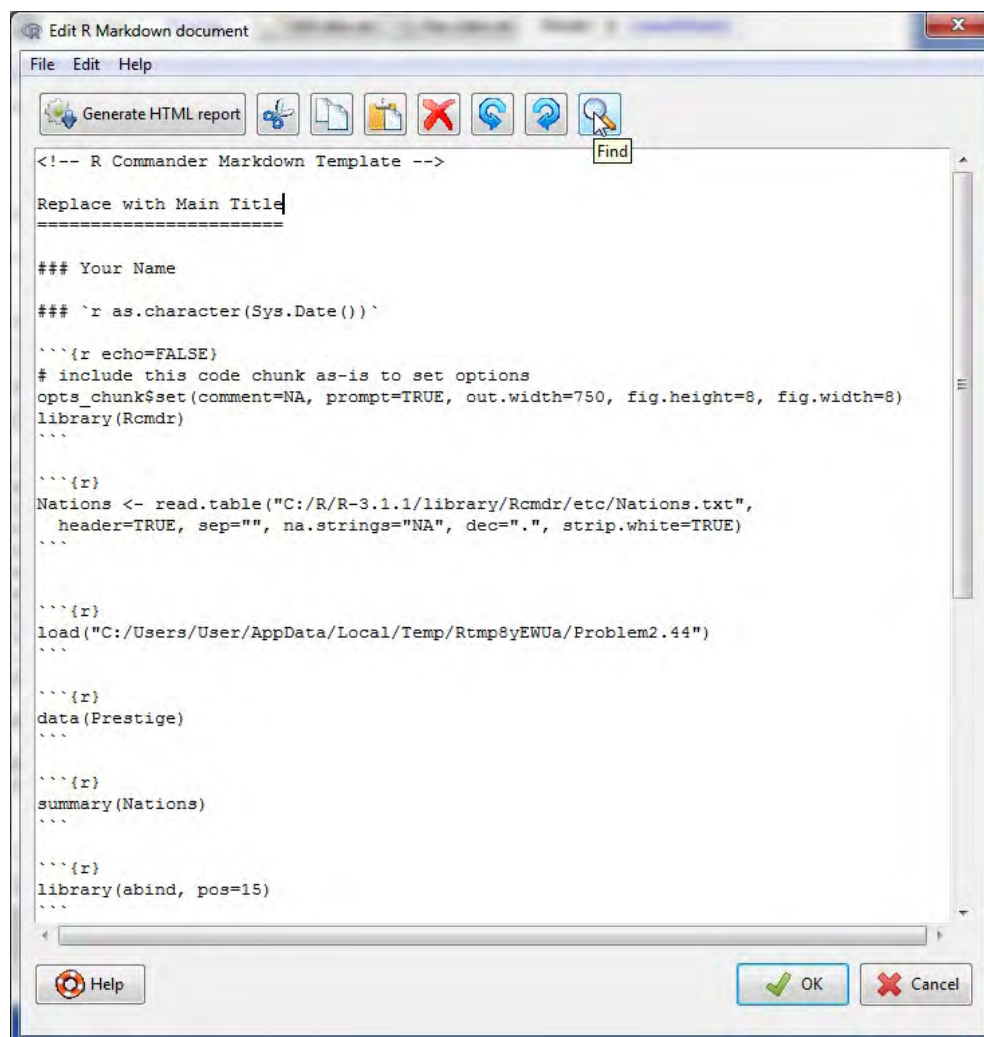 Edit R Markdown document
File Edit Help
Generate HTML report
Find
<!-- R Commander Markdown Template -->
Replace with Main Title
=======================
### Your Name
### `r as.character(Sys.Date())`
```{r echo=FALSE}
# include this code chunk as-is to set options
opts_chunk$set(comment=NA, prompt=TRUE, out.width=750, fig.height=8, fig.width=8)
library(Rcmdr)
```
```{r}
Nations <- read.table("C:/R/R-3.1.1/library/Rcmdr/etc/Nations.txt",
  header=TRUE, sep="", na.strings="NA", dec=".", strip.white=TRUE)
```
```{r}
load("C:/Users/User/AppData/Local/Temp/Rtmp8yEWUa/Problem2.44")
```
```{r}
data(Prestige)
```
```{r}
summary(Nations)
```
```{r}
library(abind, pos=15)
```
Help
OK
Cancel